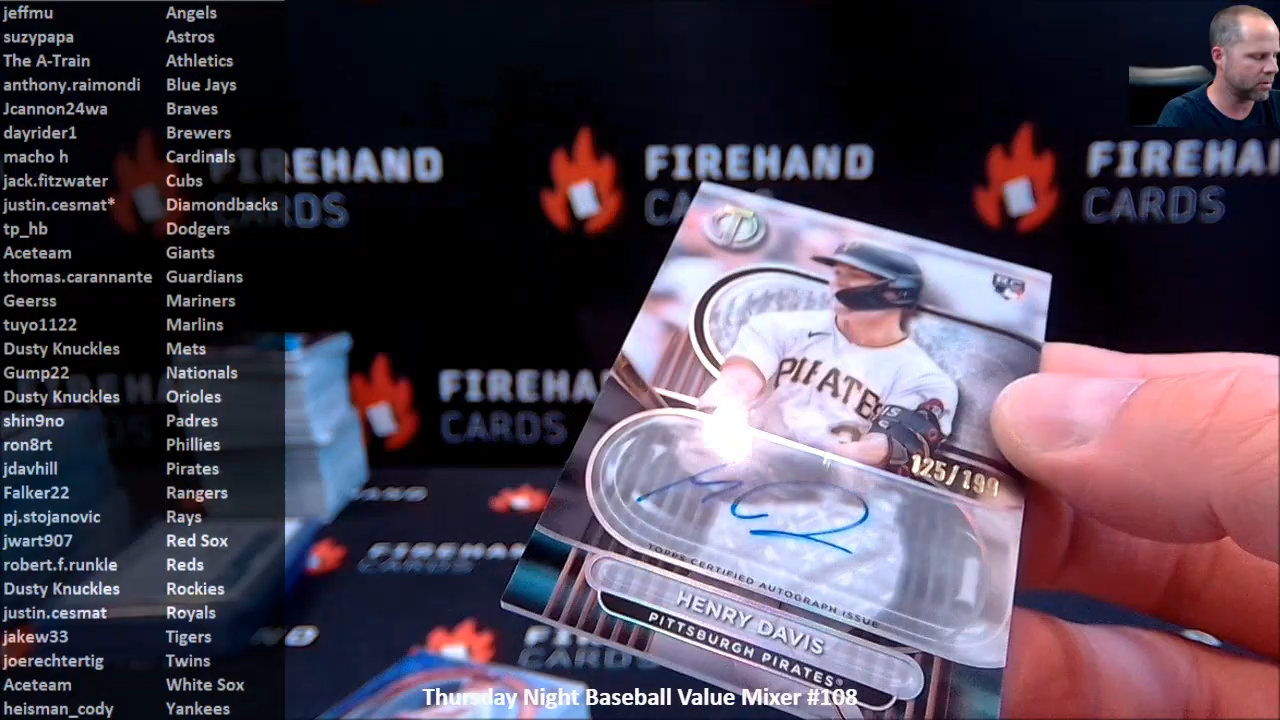 jeffmu Angels
suzypapa Astros
The A-Train Athletics
anthony.raimondi Blue Jays
Jcannon24wa Braves
dayrider1 Brewers
macho h Cardinals
jack.fitzwater Cubs
justin.cesmat* Diamondbacks
tp_hb Dodgers
Aceteam Giants
thomas.carannante Guardians
Geerss Mariners
tuyo1122 Marlins
Dusty Knuckles Mets
Gump22 Nationals
Dusty Knuckles Orioles
shin9no Padres
ron8rt Phillies
jdavhill Pirates
Falker22 Rangers
pj.stojanovic Rays
jwart907 Red Sox
robert.f.runkle Reds
Dusty Knuckles Rockies
justin.cesmat Royals
jakew33 Tigers
joerechtertig Twins
Aceteam White Sox
heisman_cody Yankees
FIREHAND
CARDS
FIREHAND
FIREHA
CARDS
FIREHA
CARDS
RC
PIRATES
125/199
TOPPS CERTIFIED AUTOGRAPH ISSUE
HENRY DAVIS
PITTSBURGH PIRATES®
Thursday Night Baseball Value Mixer #108